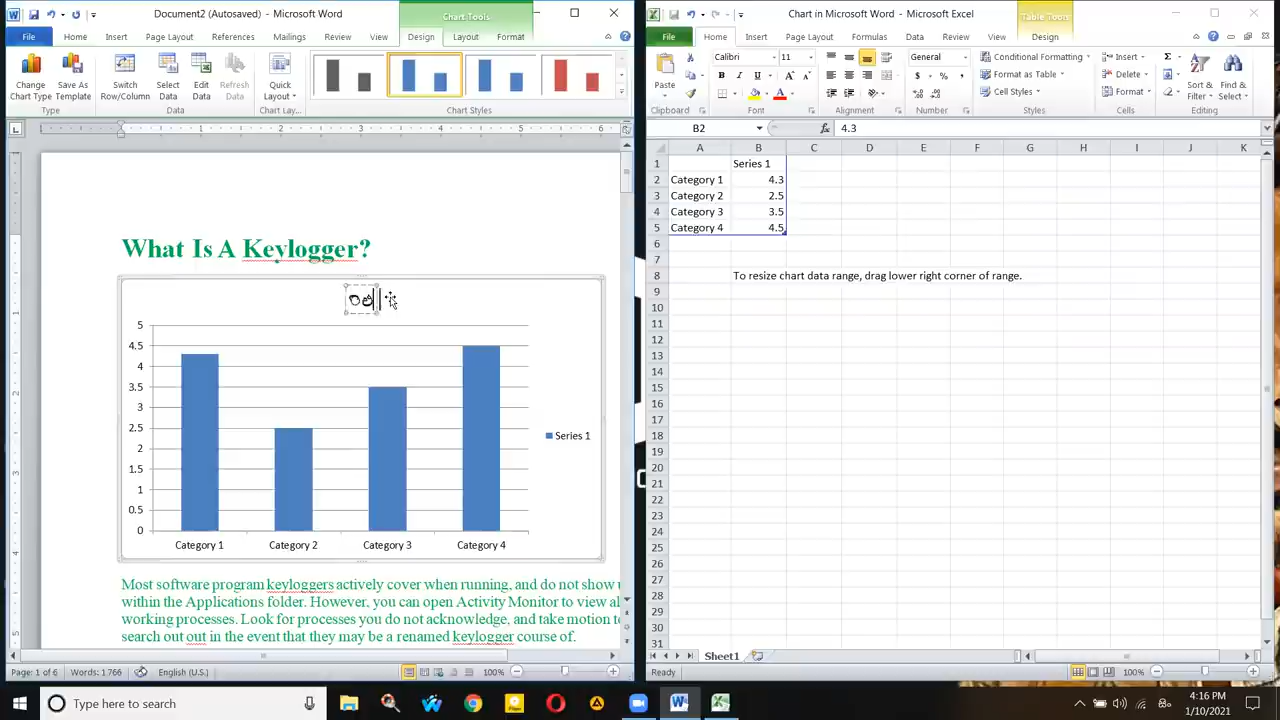 Document2 (Autosaved) - Microsoft Word
Chart Tools
File Home Insert Page Layout References Mailings Review View Design Layout Format
Change Chart Type
Save As Template
Switch Row/Column
Select Data
Edit Data
Refresh Data
Quick Layout
Type Data Chart Lay... Chart Styles
1 2 3 4 5 6
What Is A Keylogger?
5
4.5
4
3.5
3
2.5
2
1.5
1
0.5
0
Series 1
Category 1 Category 2 Category 3 Category 4
Most software program keyloggers actively cover when running, and do not show
within the Applications folder. However, you can open Activity Monitor to view
working processes. Look for processes you do not acknowledge, and take motion
search out out in the event that they may be a renamed keylogger course of.
Page: 1 of 6 Words: 1,766 English (U.S.) 100%
Chart in Microsoft Word - Microsoft Excel
Table Tools
File Home Insert Page Layout Formulas Data Review View Design
Paste
Calibri 11
B I U
General
$ % ,
Conditional Formatting
Format as Table
Cell Styles
Insert
Delete
Format
Sort & Filter
Find & Select
Clipboard Font Alignment Number Styles Cells Editing
B2 fx 4.3
A B C D E F G H I J K
1 Series 1
2 Category 1 4.3
3 Category 2 2.5
4 Category 3 3.5
5 Category 4 4.5
6
7
8 To resize chart data range, drag lower right corner of range.
9
10
11
12
13
14
15
16
17
18
19
20
21
22
23
24
25
26
27
28
29
30
31
Sheet1
Ready 100%
Type here to search
4:16 PM
1/10/2021